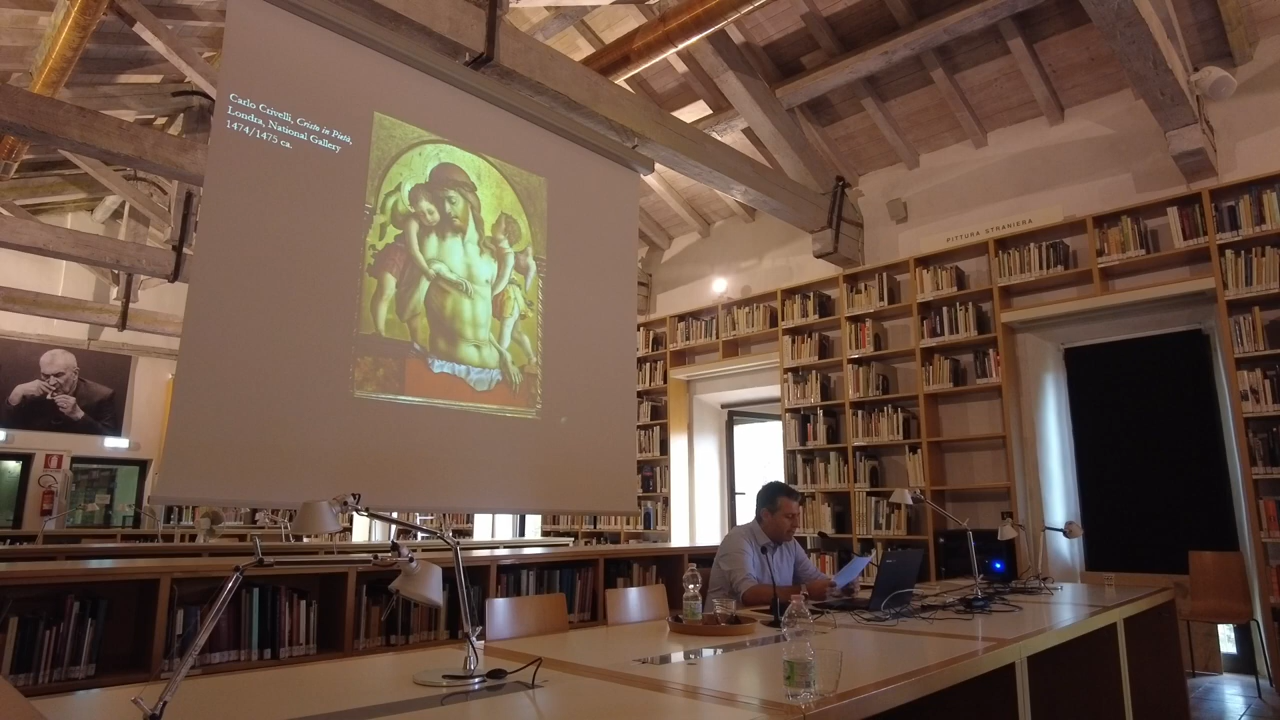 Carlo Crivelli, Cristo in Pietà,
Londra, National Gallery
1474/1475 ca.
PITTURA STRANIERA